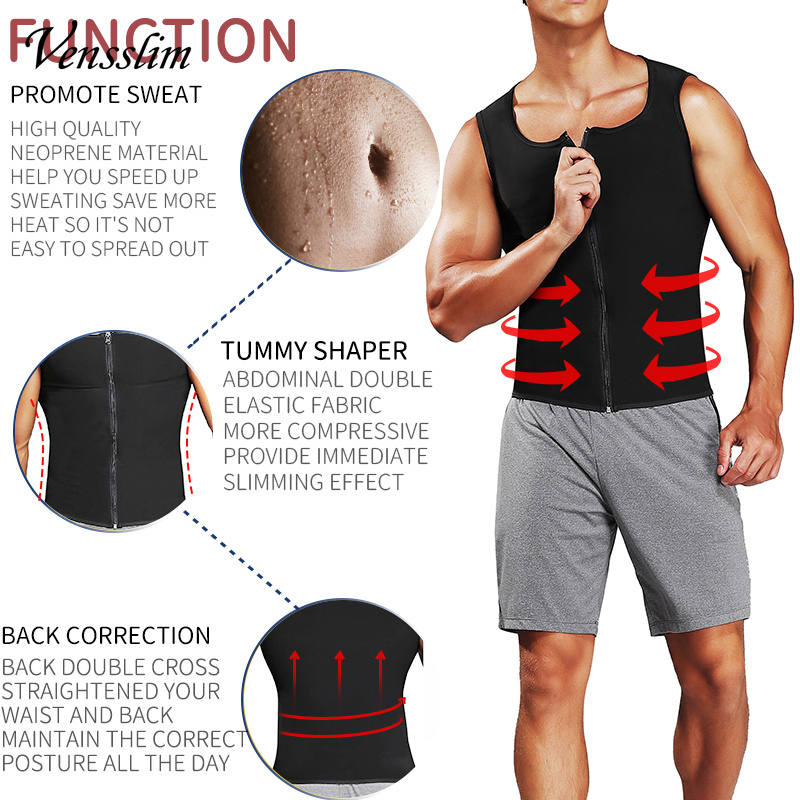 FUNCTION
Vensslim
PROMOTE SWEAT
HIGH QUALITY
NEOPRENE MATERIAL
HELP YOU SPEED UP
SWEATING SAVE MORE
HEAT SO IT'S NOT
EASY TO SPREAD OUT
TUMMY SHAPER
ABDOMINAL DOUBLE
ELASTIC FABRIC
MORE COMPRESSIVE
PROVIDE IMMEDIATE
SLIMMING EFFECT
BACK CORRECTION
BACK DOUBLE CROSS
STRAIGHTENED YOUR
WAIST AND BACK
MAINTAIN THE CORRECT
POSTURE ALL THE DAY